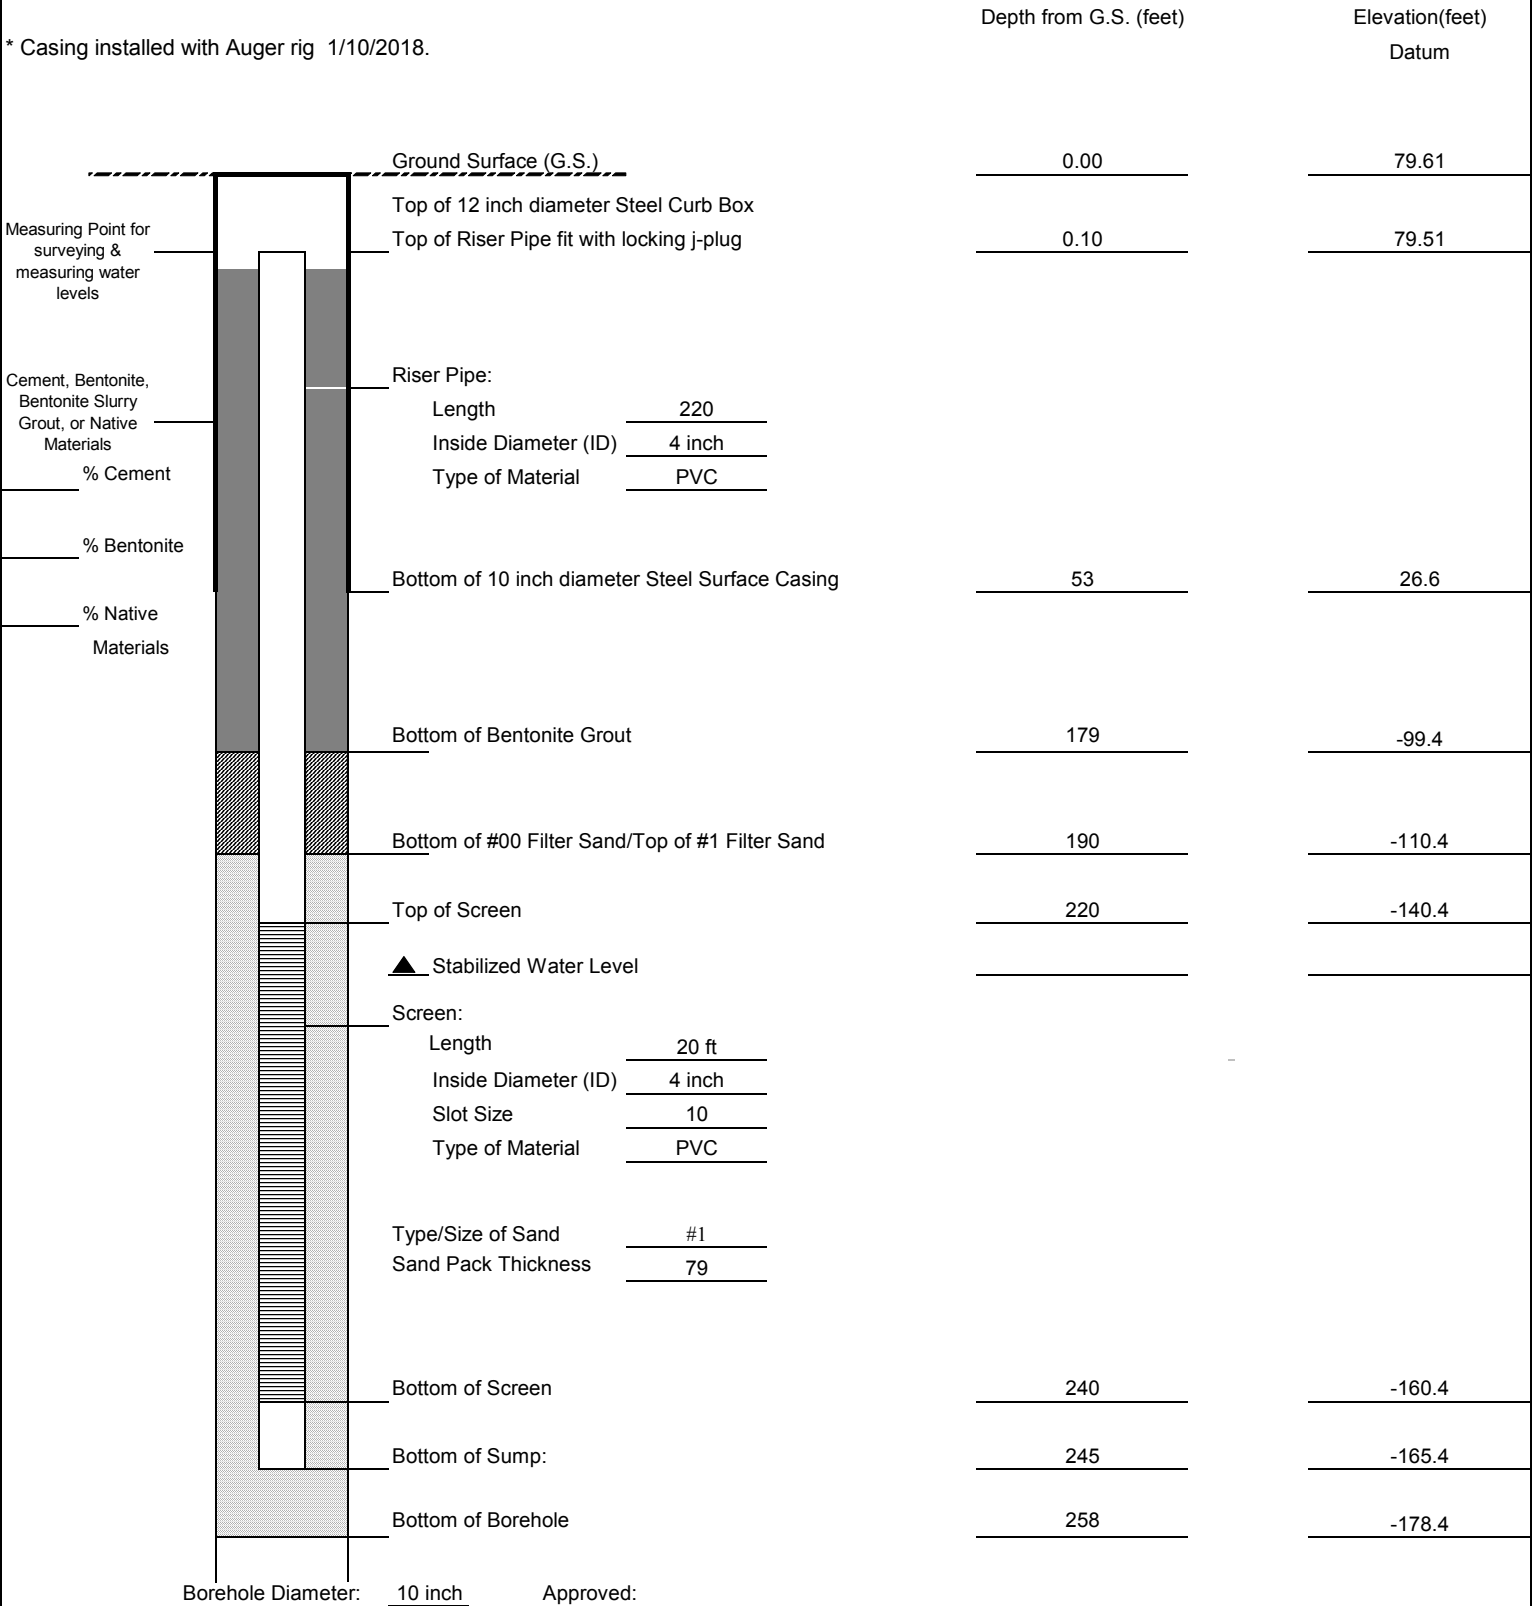 Depth from G.S. (feet) Elevation(feet)
* Casing installed with Auger rig 1/10/2018. Datum
Ground Surface (G.S.) 0.00 79.61
Top of 12 inch diameter Steel Curb Box
Measuring Point for
surveying &
measuring water
levels
Top of Riser Pipe fit with locking j-plug 0.10 79.51
Cement, Bentonite,
Bentonite Slurry
Grout, or Native
Materials
Riser Pipe:
Length 220
Inside Diameter (ID) 4 inch
Type of Material PVC
% Cement
% Bentonite
Bottom of 10 inch diameter Steel Surface Casing 53 26.6
% Native
Materials
Bottom of Bentonite Grout 179 -99.4
Bottom of #00 Filter Sand/Top of #1 Filter Sand 190 -110.4
Top of Screen 220 -140.4
Stabilized Water Level
Screen:
Length 20 ft
Inside Diameter (ID) 4 inch
Slot Size 10
Type of Material PVC
Type/Size of Sand #1
Sand Pack Thickness 79
Bottom of Screen 240 -160.4
Bottom of Sump: 245 -165.4
Bottom of Borehole 258 -178.4
Borehole Diameter: 10 inch Approved: